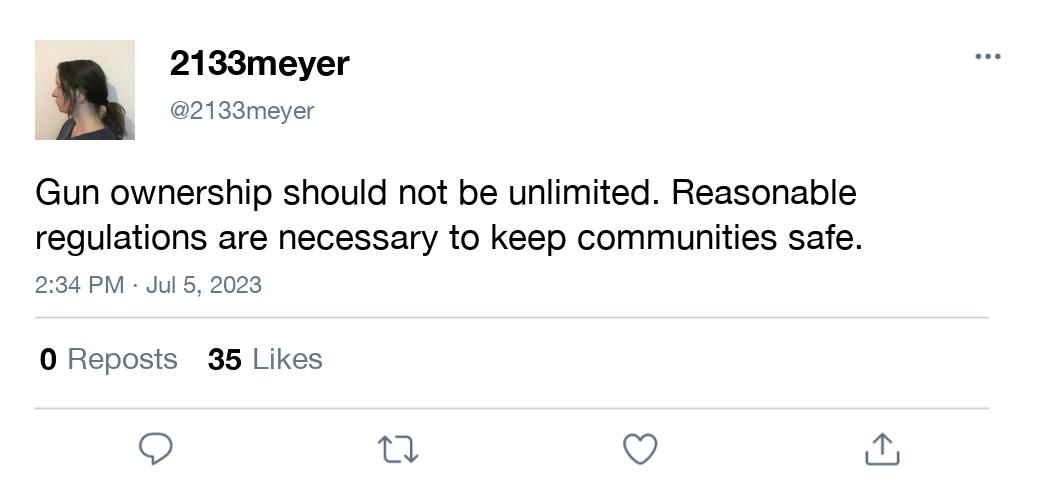 2133meyer
@2133meyer
Gun ownership should not be unlimited. Reasonable
regulations are necessary to keep communities safe.
2:34 PM · Jul 5, 2023
0 Reposts 35 Likes